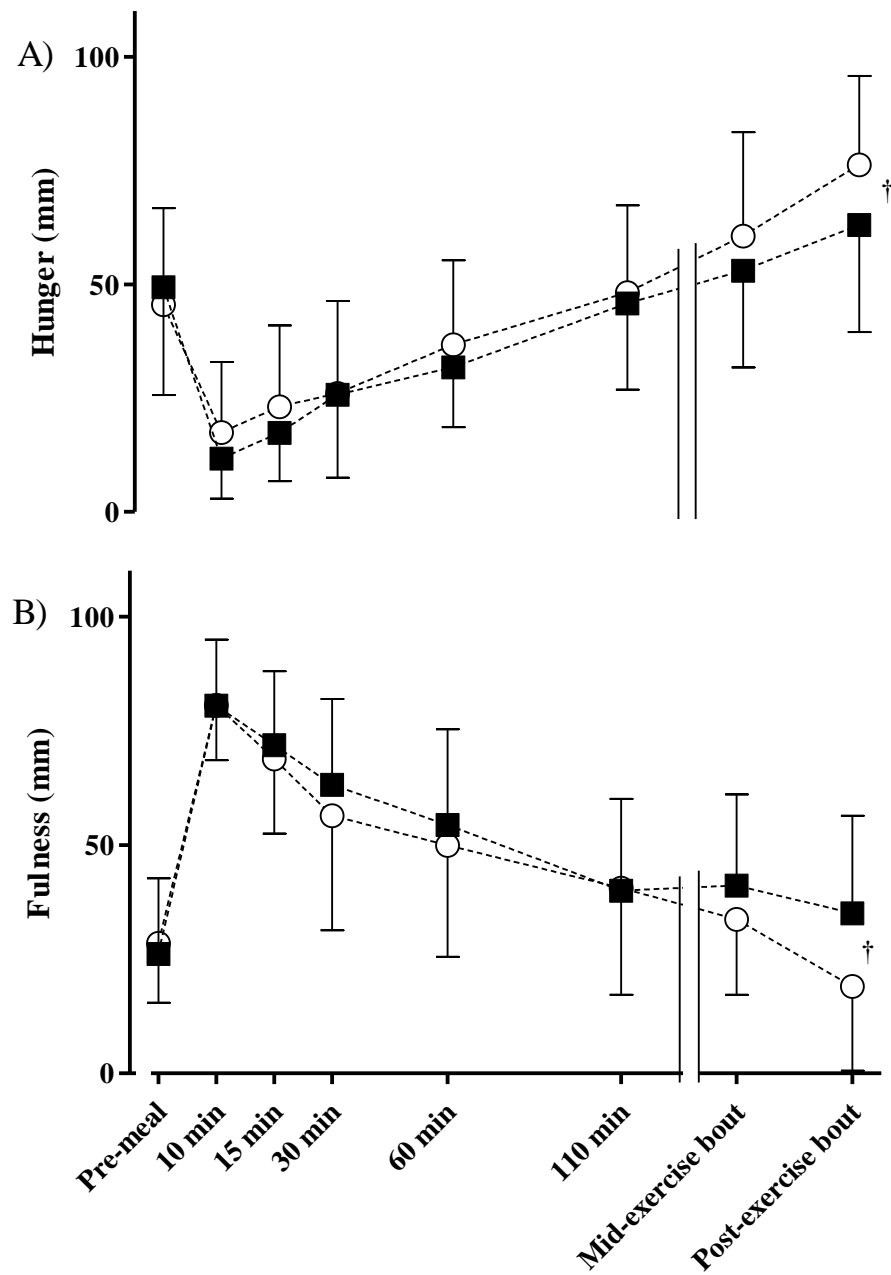 A)
100
50
0
Hunger (mm)
†
B)
100
50
0
Fulness (mm)
†
Pre-meal
10 min
15 min
30 min
60 min
110 min
Mid-exercise bout
Post-exercise bout